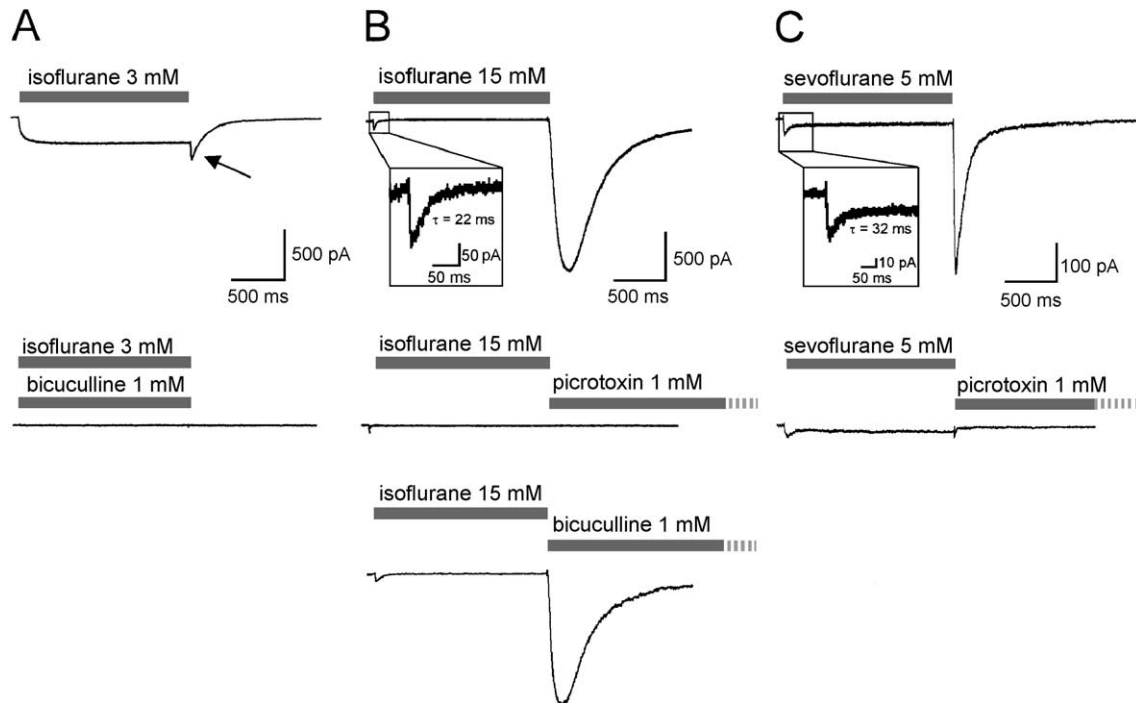 A
B
C
isoflurane 3 mM
isoflurane 15 mM
sevoflurane 5 mM
τ = 22 ms
50 pA
50 ms
τ = 32 ms
10 pA
50 ms
500 pA
500 ms
500 pA
500 ms
100 pA
500 ms
isoflurane 3 mM
bicuculline 1 mM
isoflurane 15 mM
picrotoxin 1 mM
sevoflurane 5 mM
picrotoxin 1 mM
isoflurane 15 mM
bicuculline 1 mM